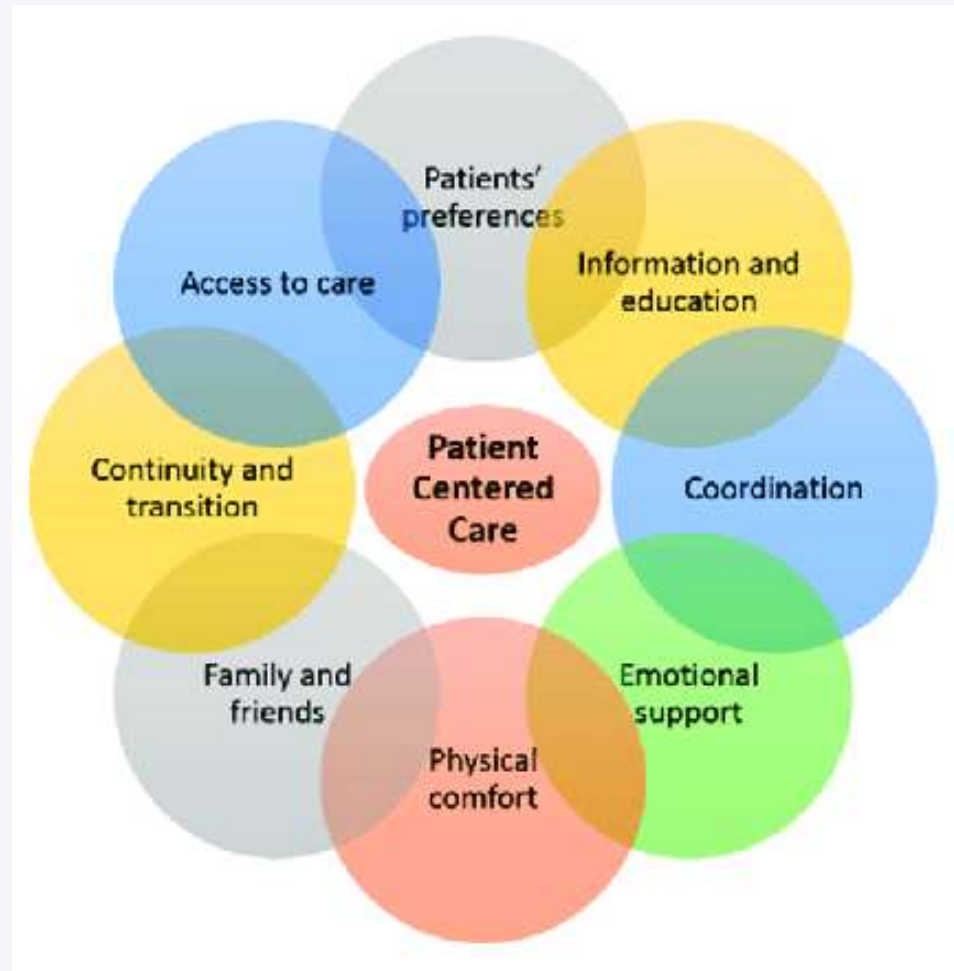 Patients'
preferences
Information and
education
Coordination
Emotional
support
Physical
comfort
Family and
friends
Continuity and
transition
Access to care
Patient
Centered
Care